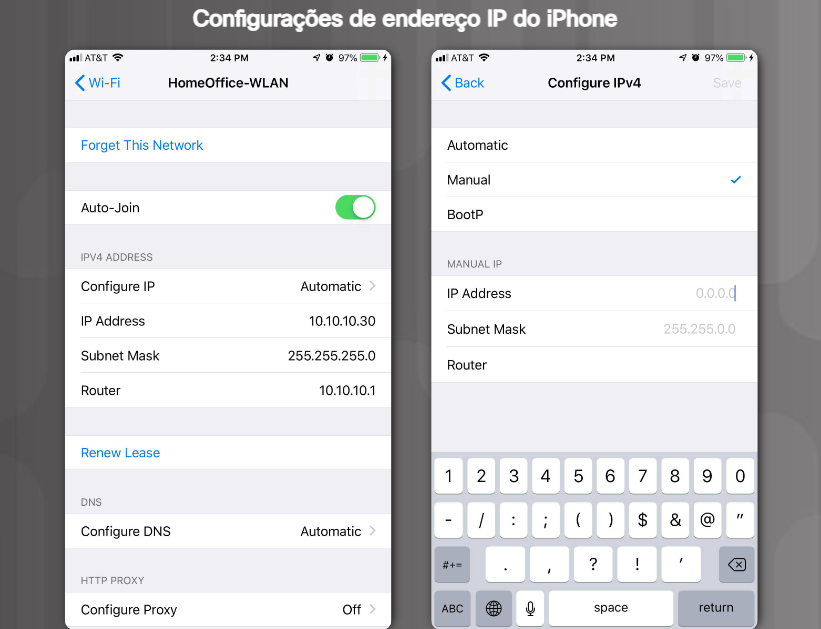 Configurações de endereço IP do iPhone
AT&T 2:34 PM 97%
Wi-Fi HomeOffice-WLAN
Forget This Network
Auto-Join
IPV4 ADDRESS
Configure IP Automatic
IP Address 10.10.10.30
Subnet Mask 255.255.255.0
Router 10.10.10.1
Renew Lease
DNS
Configure DNS Automatic
HTTP PROXY
Configure Proxy Off
AT&T 2:34 PM 97%
Back Configure IPv4 Save
Automatic
Manual
BootP
MANUAL IP
IP Address 0.0.0.0
Subnet Mask 255.255.0.0
Router
1 2 3 4 5 6 7 8 9 0
- / : ; ( ) $ & @ "
#+= . , ? ! '
ABC space return